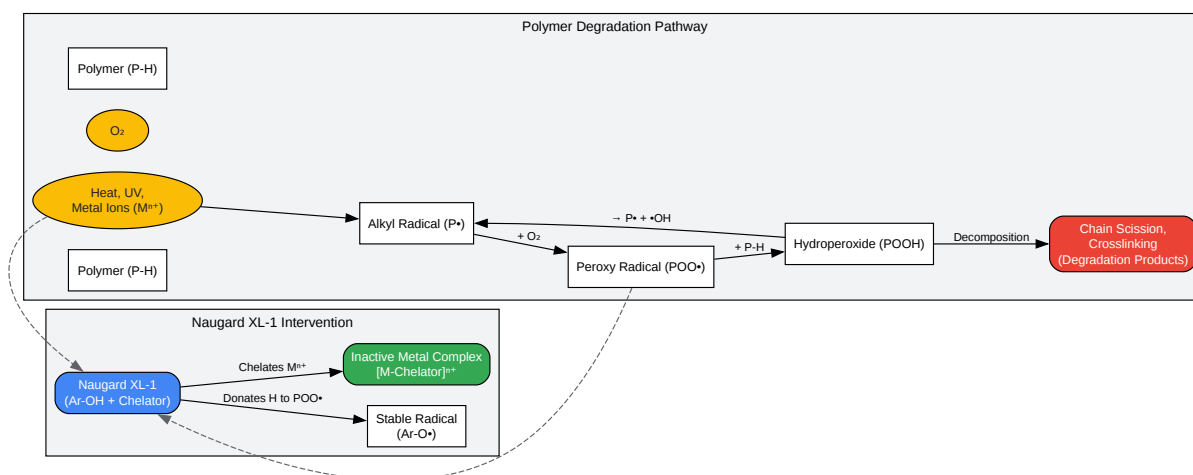 Polymer Degradation Pathway
Polymer (P-H)
O₂
Heat, UV,
Metal Ions (Mⁿ⁺)
Polymer (P-H)
Alkyl Radical (P•)
+ O₂
Peroxy Radical (POO•)
→ P• + •OH
+ P-H
Hydroperoxide (POOH)
Decomposition
Chain Scission,
Crosslinking
(Degradation Products)
Naugard XL-1 Intervention
Naugard XL-1
(Ar-OH + Chelator)
Chelates Mⁿ⁺
Donates H to POO•
Inactive Metal Complex
[M-Chelator]ⁿ⁺
Stable Radical
(Ar-O•)